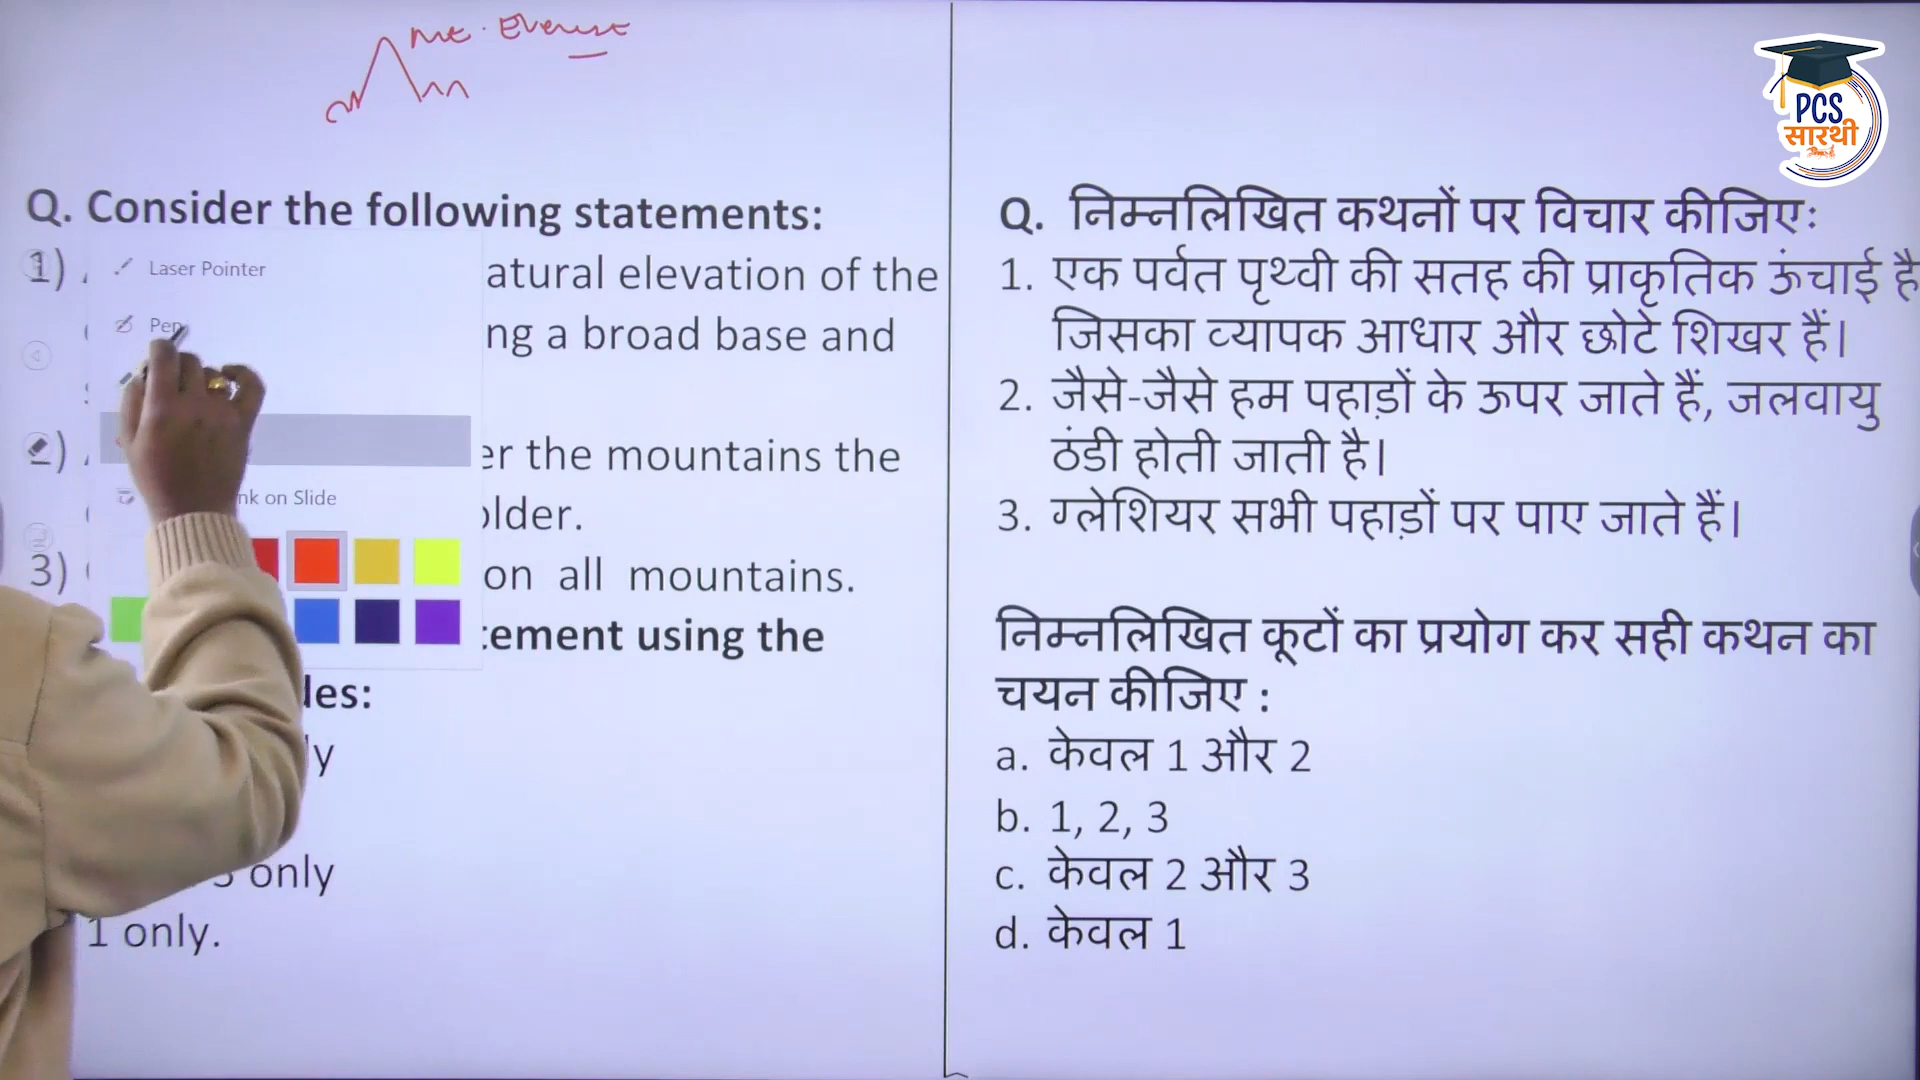 Mt. Everest
PCS
सारथी
Q. Consider the following statements:
1)
atural elevation of the
ng a broad base and
er the mountains the
older.
3)
on all mountains.
tement using the
des:
ly
3 only
1 only.
Laser Pointer
Pen
nk on Slide
Q. निम्नलिखित कथनों पर विचार कीजिएः
1. एक पर्वत पृथ्वी की सतह की प्राकृतिक ऊंचाई है
जिसका व्यापक आधार और छोटे शिखर हैं।
2. जैसे-जैसे हम पहाड़ों के ऊपर जाते हैं, जलवायु
ठंडी होती जाती है।
3. ग्लेशियर सभी पहाड़ों पर पाए जाते हैं।
निम्नलिखित कूटों का प्रयोग कर सही कथन का
चयन कीजिए :
a. केवल 1 और 2
b. 1, 2, 3
c. केवल 2 और 3
d. केवल 1